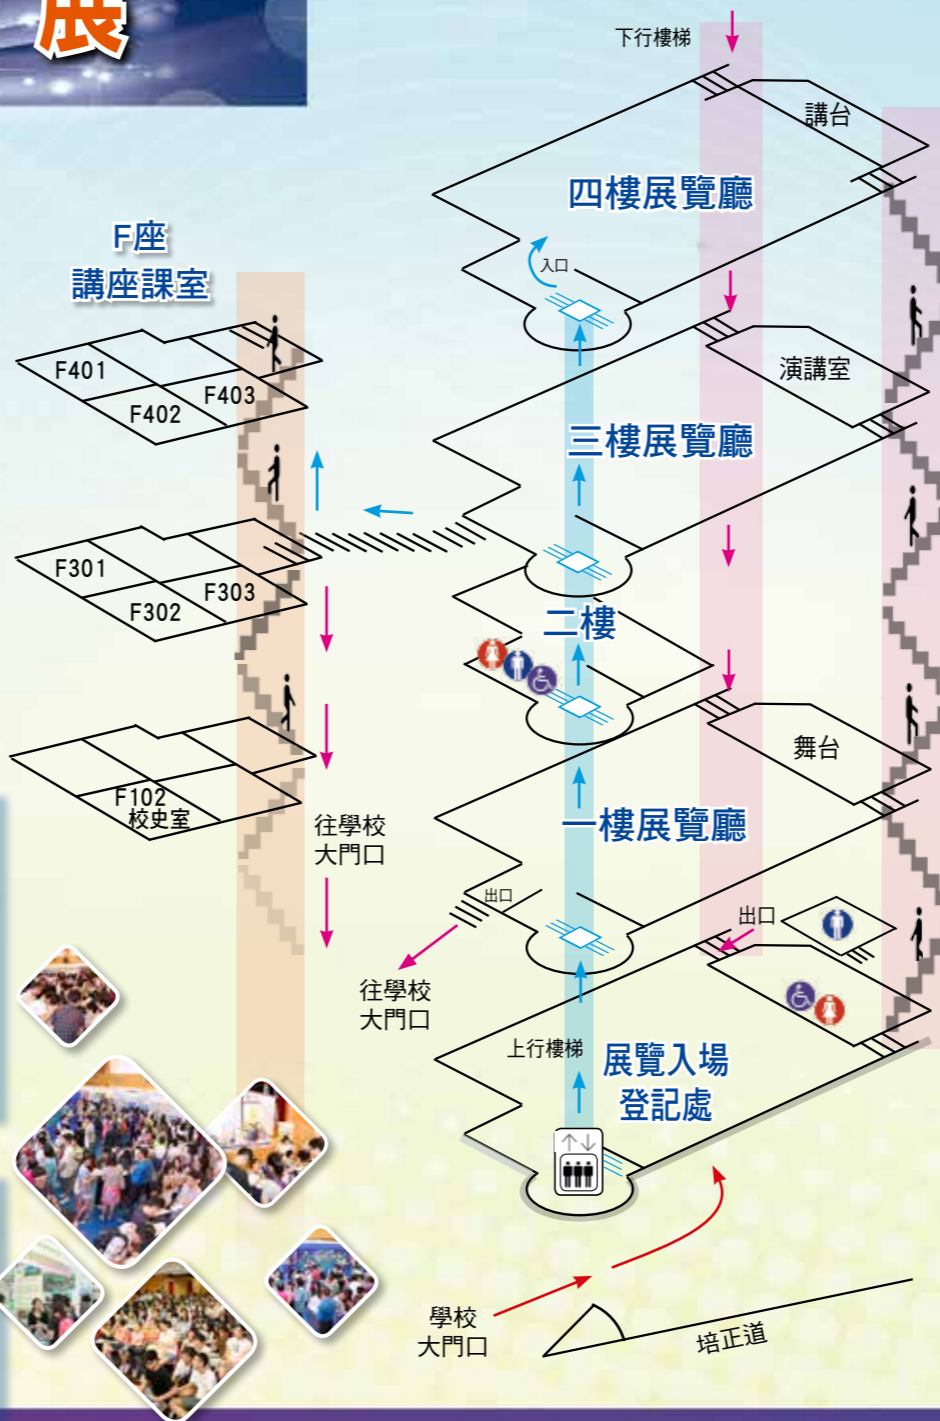 展
下行樓梯
講台
四樓展覽廳
入口
F座
講座課室
F401
F402
F403
演講室
三樓展覽廳
F301
F302
F303
二樓
舞台
一樓展覽廳
F102
校史室
往學校
大門口
出口
出口
往學校
大門口
上行樓梯
展覽入場
登記處
學校
大門口
培正道